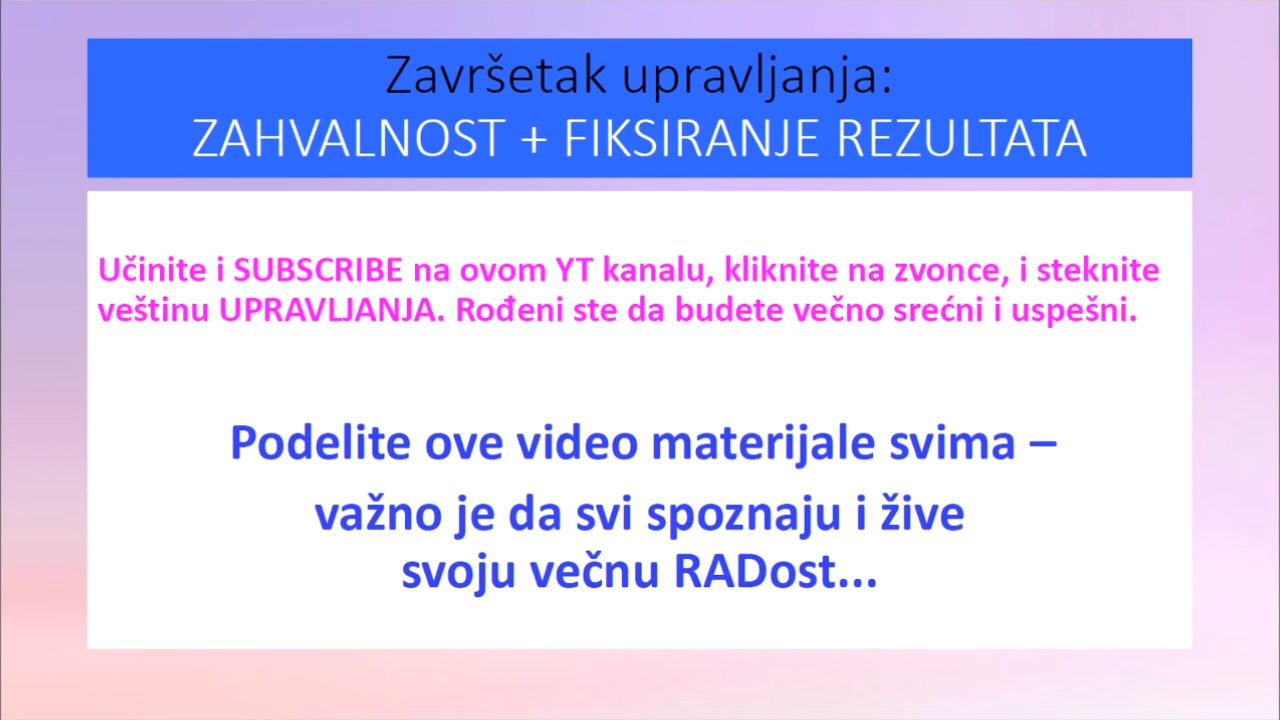 Završetak upravljanja:
ZAHVALNOST + FIKSIRANJE REZULTATA
Učinite i SUBSCRIBE na ovom YT kanalu, kliknite na zvonce, i steknite
veštinu UPRAVLJANJA. Rođeni ste da budete večno srećni i uspešni.
Podelite ove video materijale svima –
važno je da svi spoznaju i žive
svoju večnu RADost...